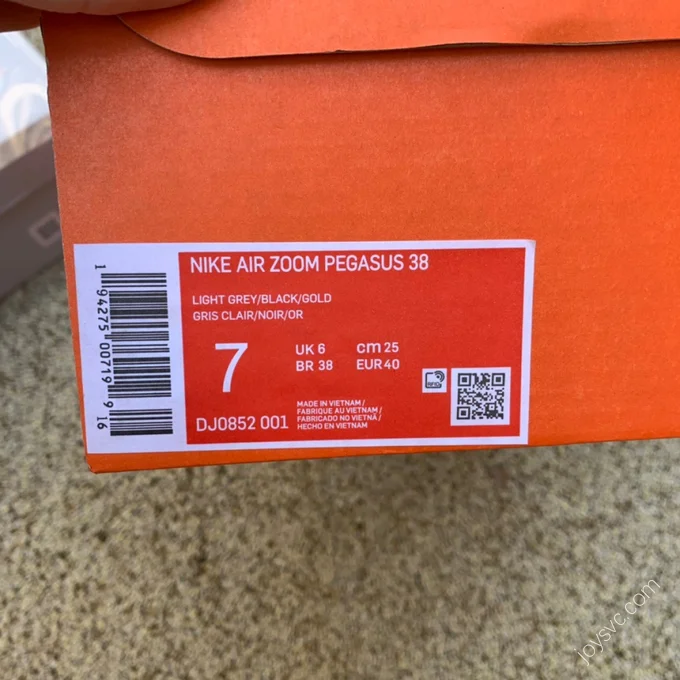 NIKE AIR ZOOM PEGASUS 38
LIGHT GREY/BLACK/GOLD
GRIS CLAIR/NOIR/OR
7
UK 6
cm 25
BR 38
EUR 40
DJ0852 001
MADE IN VIETNAM/
FABRIQUE AU VIETNAM/
FABRICADO NO VIETNÃ/
HECHO EN VIETNAM
RFID
1 94275 00719 9 16
joysvc.com